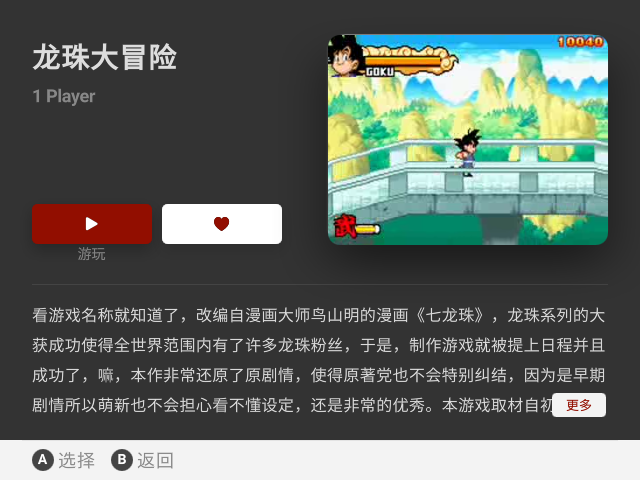 龙珠大冒险
1 Player
10040
GOKU
武
游玩
看游戏名称就知道了，改编自漫画大师鸟山明的漫画《七龙珠》，龙珠系列的大
获成功使得全世界范围内有了许多龙珠粉丝，于是，制作游戏就被提上日程并且
成功了，嘛，本作非常还原了原剧情，使得原著党也不会特别纠结，因为是早期
剧情所以萌新也不会担心看不懂设定，还是非常的优秀。本游戏取材自初 更多
A 选择 B 返回